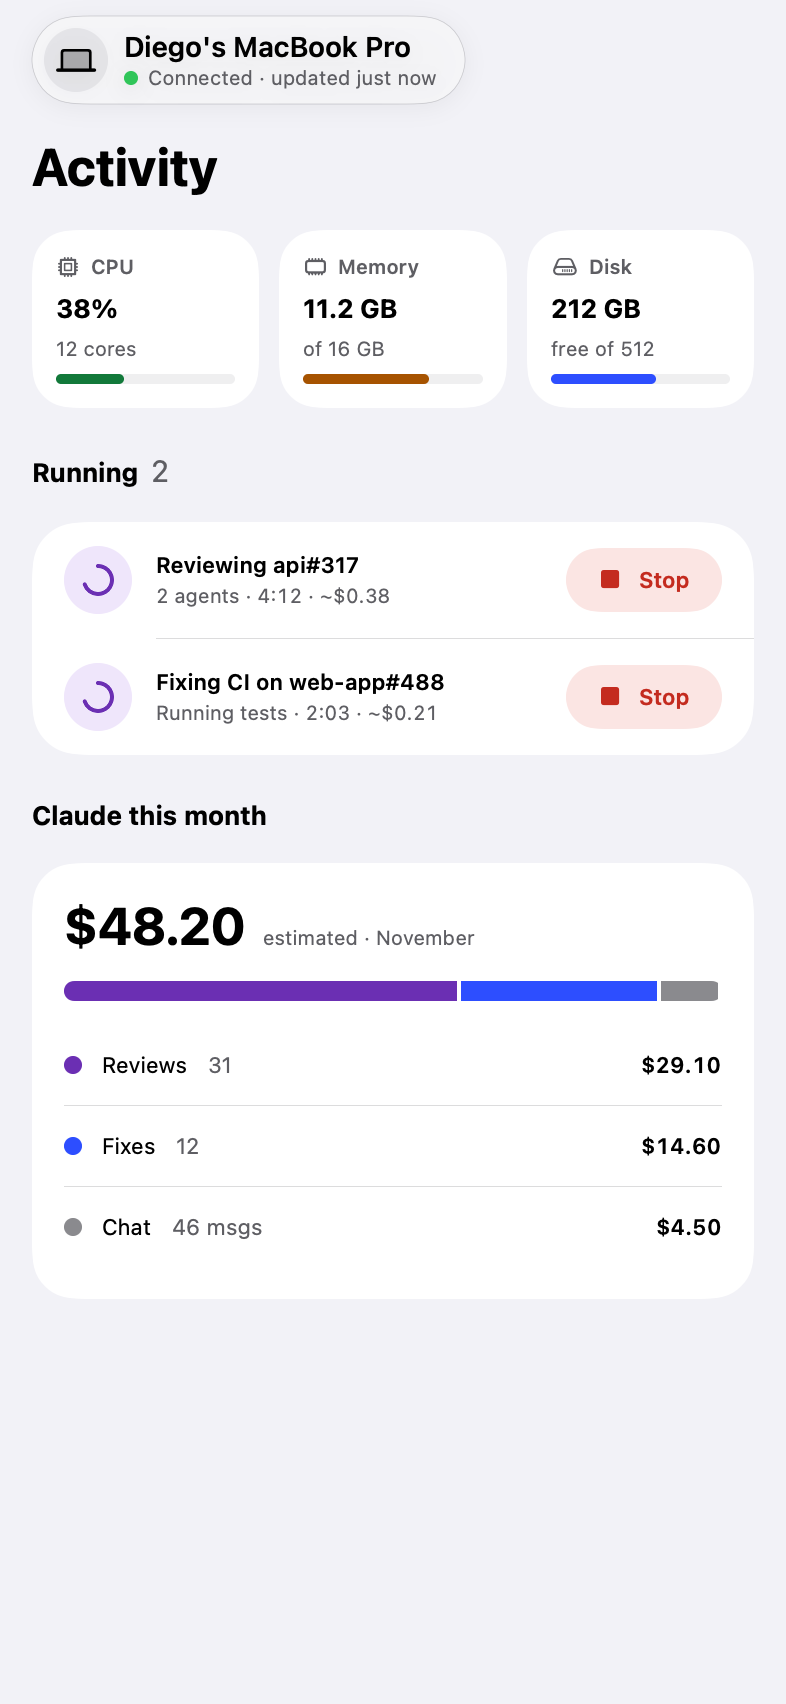 Diego's MacBook Pro
Connected · updated just now
Activity
CPU
38%
12 cores
Memory
11.2 GB
of 16 GB
Disk
212 GB
free of 512
Running 2
Reviewing api#317
2 agents · 4:12 · ~$0.38
Stop
Fixing CI on web-app#488
Running tests · 2:03 · ~$0.21
Stop
Claude this month
$48.20 estimated · November
Reviews 31 $29.10
Fixes 12 $14.60
Chat 46 msgs $4.50